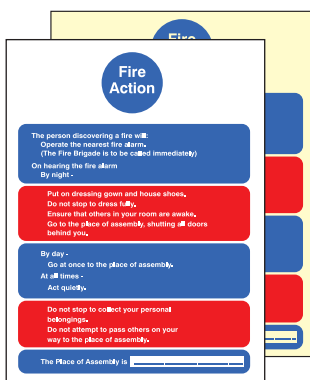 Fire
Fire
Action
The person discovering a fire will:
Operate the nearest fire alarm.
(The Fire Brigade is to be called immediately)
On hearing the fire alarm
By night -
Put on dressing gown and house shoes.
Do not stop to dress fully.
Ensure that others in your room are awake.
Go to the place of assembly, shutting all doors
behind you.
By day -
Go at once to the place of assembly.
At all times -
Act quietly.
Do not stop to collect your personal
belongings.
Do not attempt to pass others on your
way to the place of assembly.
The Place of Assembly is